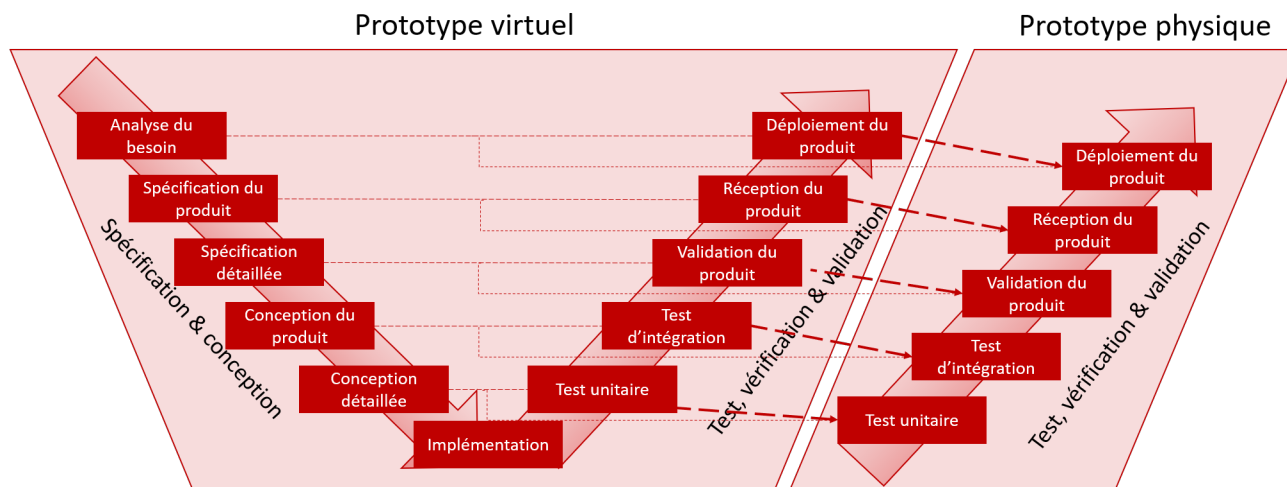 Prototype virtuel
Prototype physique
Analyse du
besoin
Spécification du
produit
Spécification
détaillée
Conception du
produit
Conception
détaillée
Implémentation
Spécification & conception
Déploiement du
produit
Réception du
produit
Validation du
produit
Test
d'intégration
Test unitaire
Test, vérification & validation
Déploiement du
produit
Réception du
produit
Validation du
produit
Test
d'intégration
Test unitaire
Test, vérification & validation